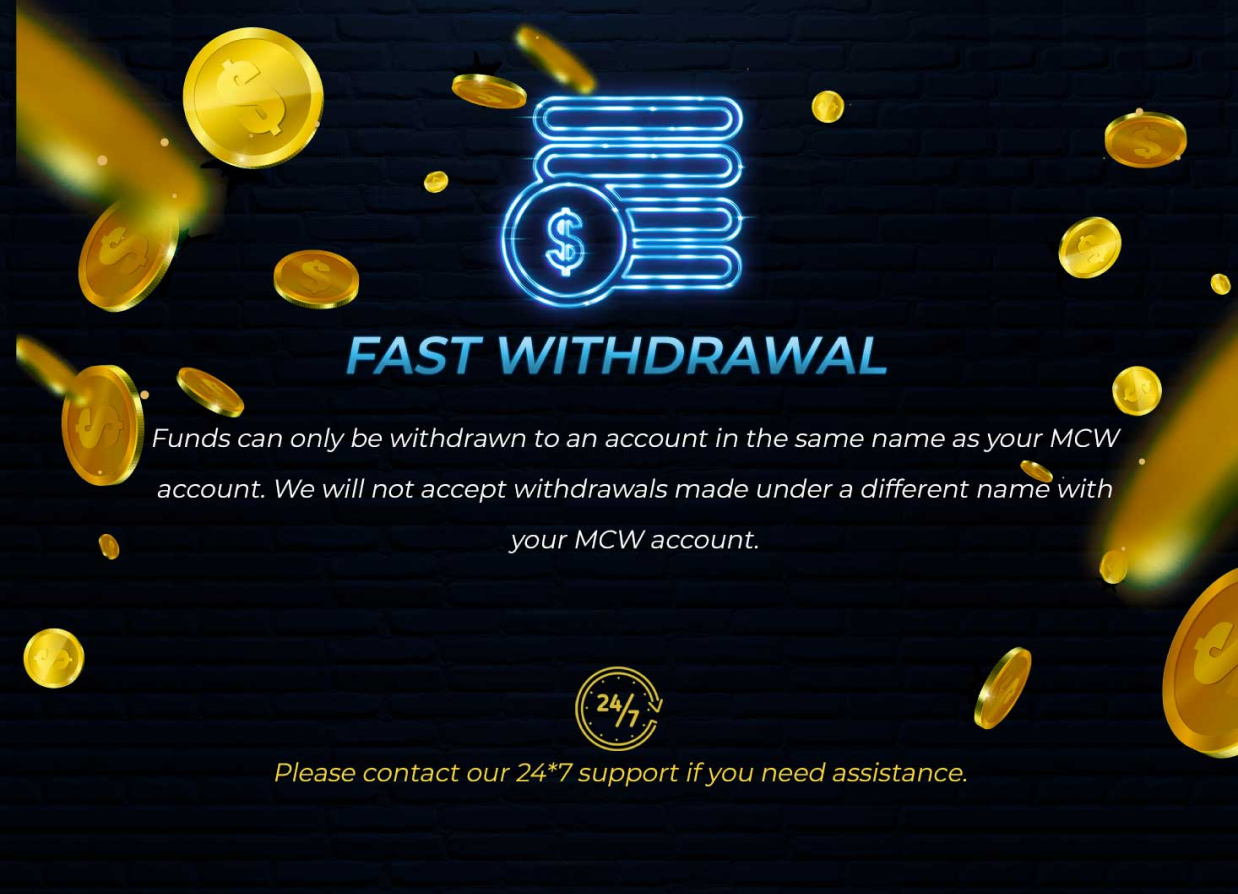 FAST WITHDRAWAL
Funds can only be withdrawn to an account in the same name as your MCW
account. We will not accept withdrawals made under a different name with
your MCW account.
24/7
Please contact our 24*7 support if you need assistance.